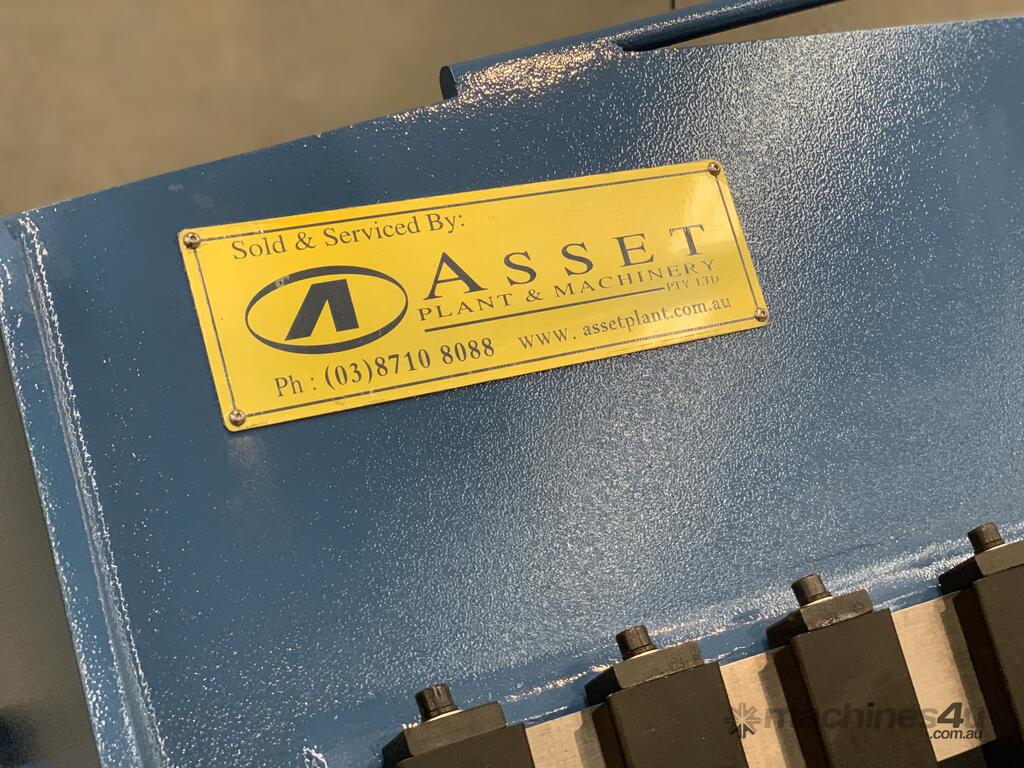 Sold & Serviced By:
ASSET
PLANT & MACHINERY
PTY LTD
Ph : (03)8710 8088 www. assetplant.com.au
machines4u
.com.au